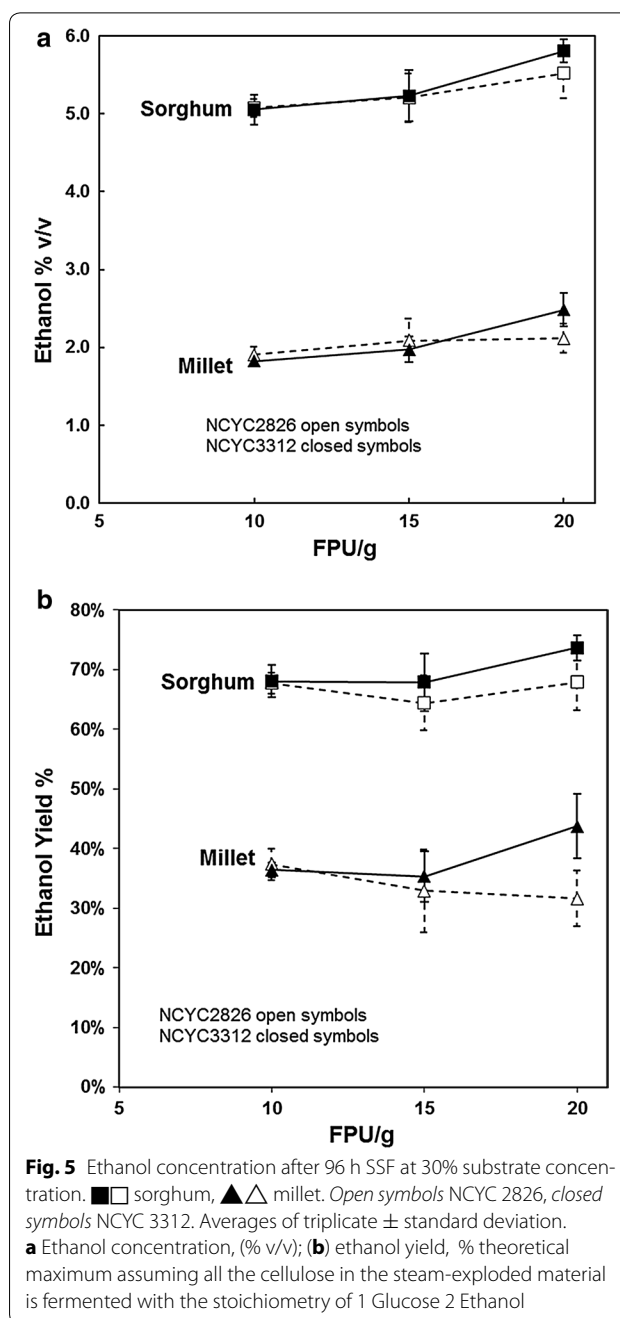 a
6.0
5.0
4.0
3.0
2.0
1.0
0.0
Ethanol % v/v
Sorghum
Millet
NCYC2826 open symbols
NCYC3312 closed symbols
5 10 15 20
FPU/g
b
80%
70%
60%
50%
40%
30%
20%
10%
0%
Ethanol Yield %
Sorghum
Millet
NCYC2826 open symbols
NCYC3312 closed symbols
5 10 15 20
FPU/g
Fig. 5 Ethanol concentration after 96 h SSF at 30% substrate concen-
tration. ■□ sorghum, ▲△ millet. Open symbols NCYC 2826, closed
symbols NCYC 3312. Averages of triplicate ± standard deviation.
a Ethanol concentration, (% v/v); (b) ethanol yield, % theoretical
maximum assuming all the cellulose in the steam-exploded material
is fermented with the stoichiometry of 1 Glucose 2 Ethanol